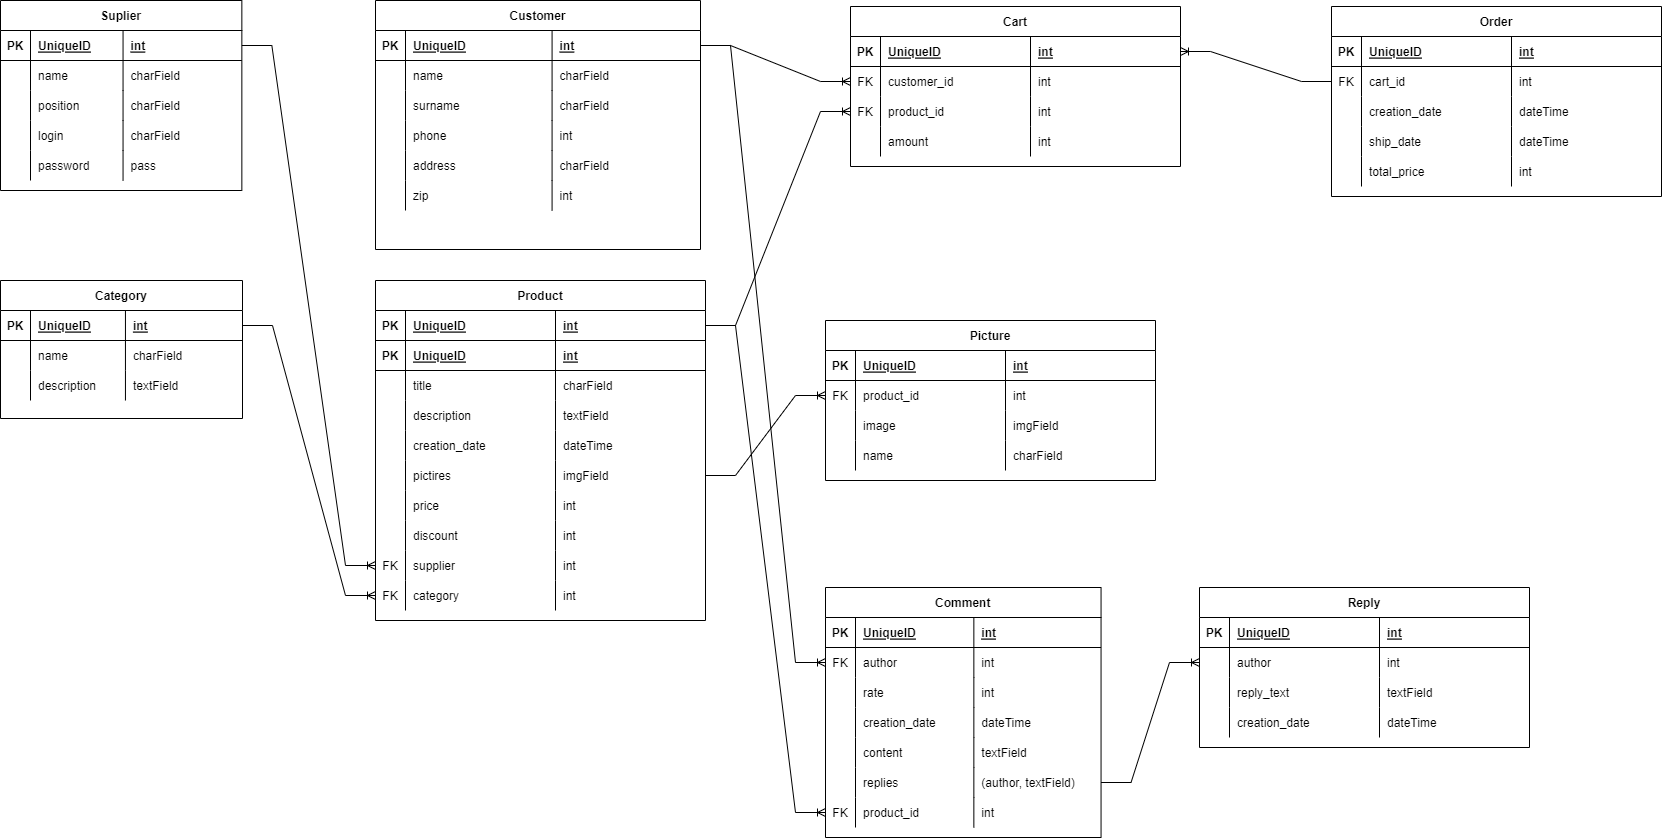 Suplier
PK UniqueID int
name charField
position charField
login charField
password pass
Customer
PK UniqueID int
name charField
surname charField
phone int
address charField
zip int
Cart
PK UniqueID int
FK customer_id int
FK product_id int
amount int
Order
PK UniqueID int
FK cart_id int
creation_date dateTime
ship_date dateTime
total_price int
Category
PK UniqueID int
name charField
description textField
Product
PK UniqueID int
PK UniqueID int
title charField
description textField
creation_date dateTime
pictires imgField
price int
discount int
FK supplier int
FK category int
Picture
PK UniqueID int
FK product_id int
image imgField
name charField
Comment
PK UniqueID int
FK author int
rate int
creation_date dateTime
content textField
replies (author, textField)
FK product_id int
Reply
PK UniqueID int
author int
reply_text textField
creation_date dateTime